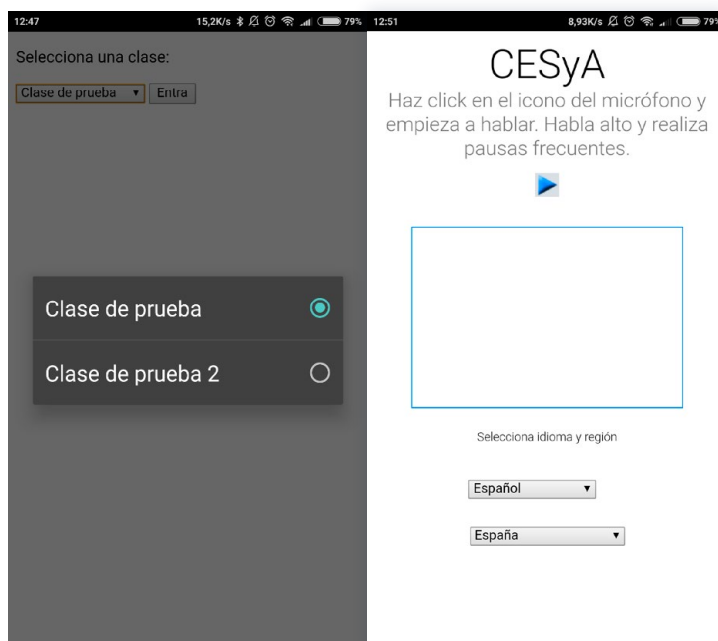 12:47 15,2K/s 79%
Selecciona una clase:
Clase de prueba Entra
Clase de prueba
Clase de prueba 2
12:51 8,93K/s 79%
CESyA
Haz click en el icono del micrófono y
empieza a hablar. Habla alto y realiza
pausas frecuentes.
Selecciona idioma y región
Español
España